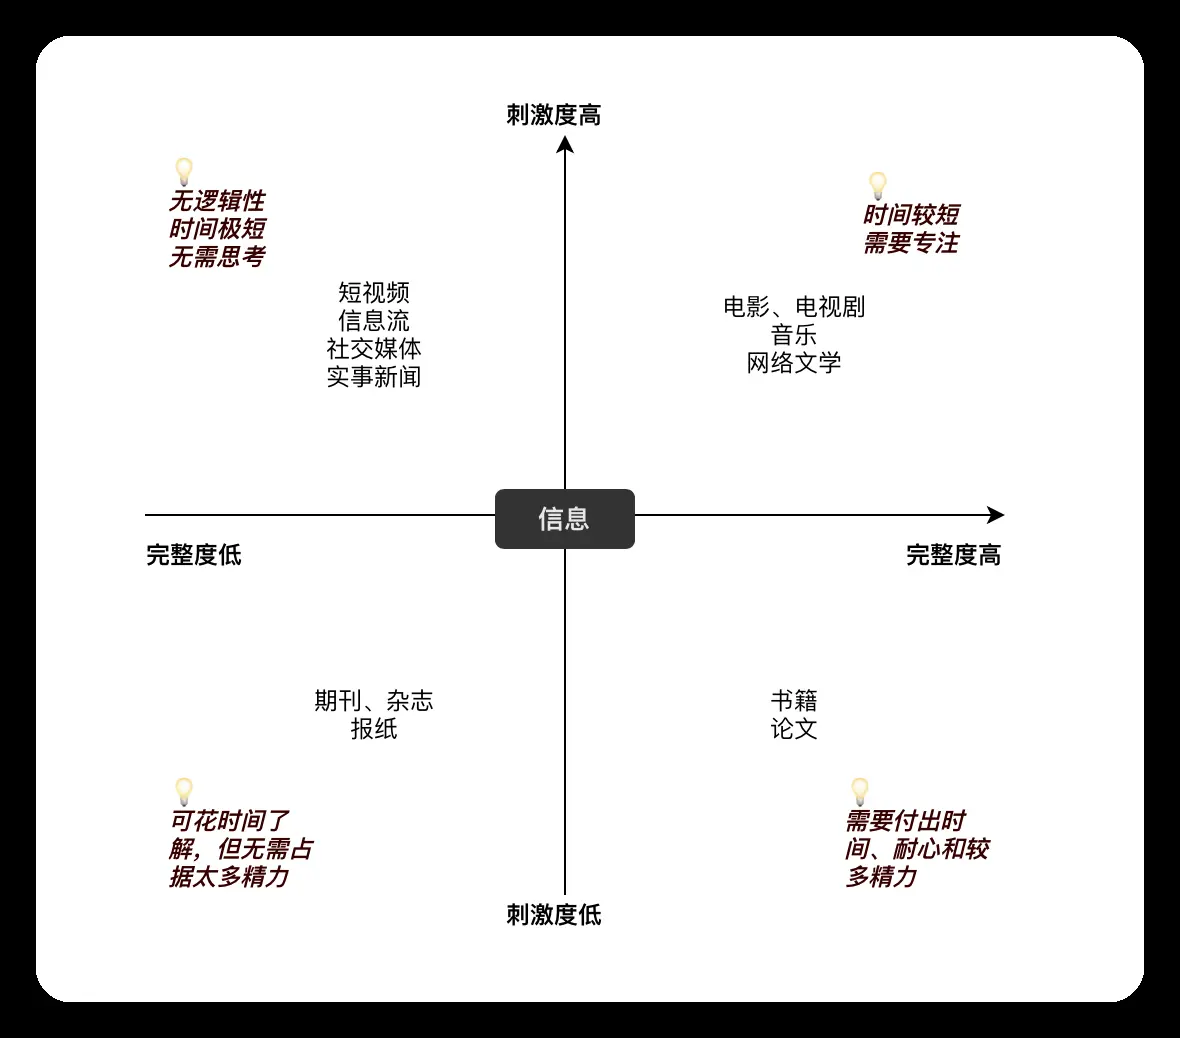 刺激度高
无逻辑性
时间极短
无需思考
时间较短
需要专注
短视频
信息流
社交媒体
实事新闻
电影、电视剧
音乐
网络文学
信息
完整度低
完整度高
期刊、杂志
报纸
书籍
论文
可花时间了
解，但无需占
据太多精力
需要付出时
间、耐心和较
多精力
刺激度低